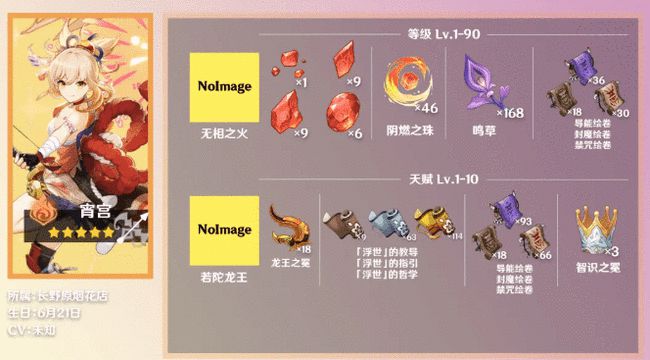 等级 Lv.1-90
NoImage
无相之火
×1
×9
×9
×6
×46
阴燃之珠
×168
鸣草
×36
×18
×30
导能绘卷
封魔绘卷
禁咒绘卷
宵宫
天赋 Lv.1-10
NoImage
若陀龙王
×18
龙王之冕
×9
63
×114
「浮世」的教导
「浮世」的指引
「浮世」的哲学
×93
×18
×66
导能绘卷
封魔绘卷
禁咒绘卷
×3
智识之冕
所属:长野原烟花店
生日:6月21日
CV:未知